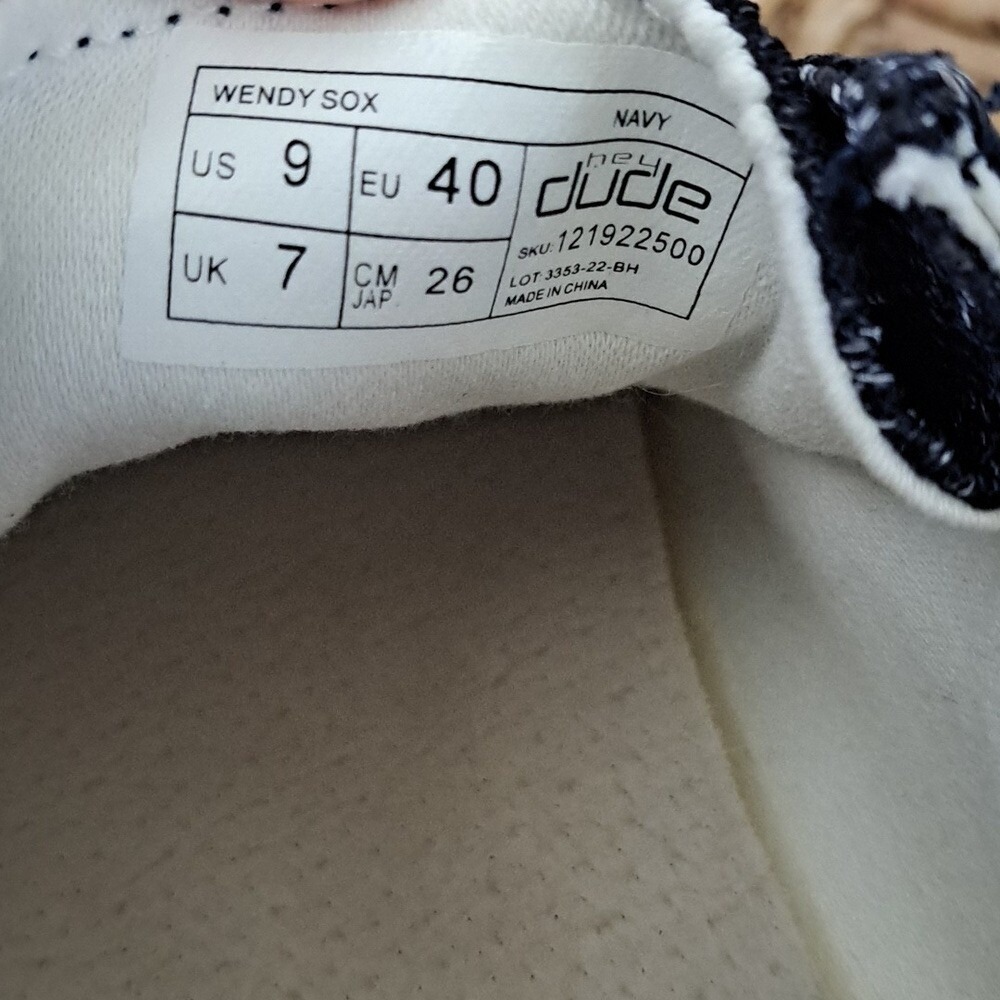 WENDY SOX NAVY
US 9 EU 40
hey dude
SKU: 121922500
UK 7 CM JAP. 26
LOT: 3353-22-BH
MADE IN CHINA